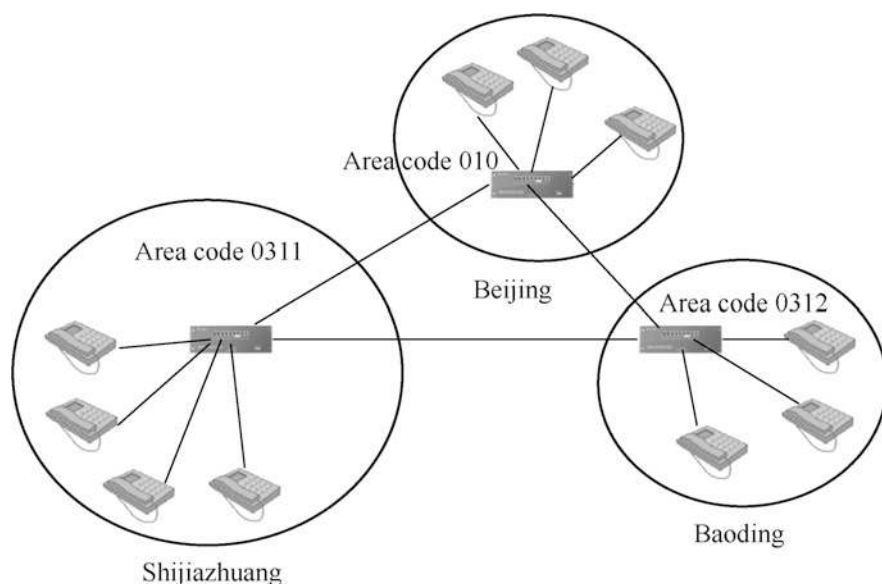 Area code 010
Beijing
Area code 0311
Shijiazhuang
Area code 0312
Baoding